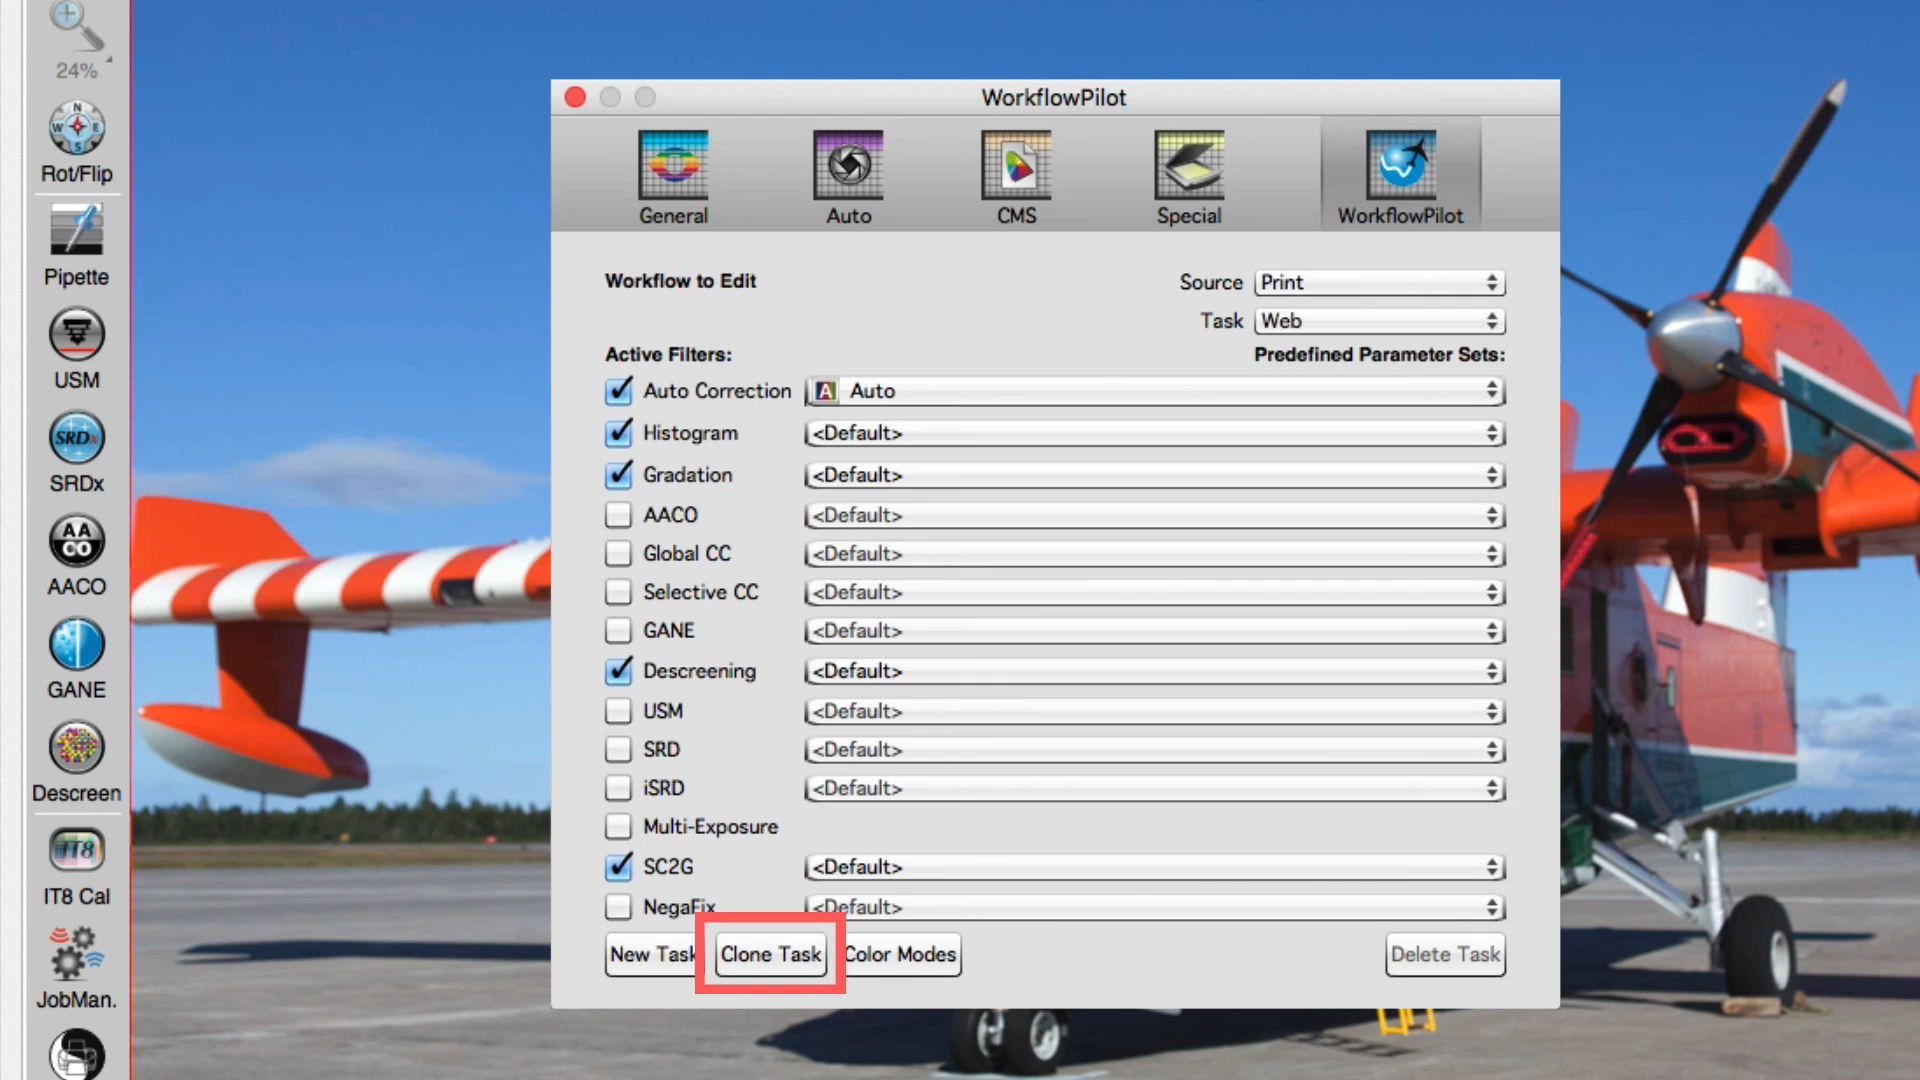 24%
N
W E
S
Rot/Flip
Pipette
USM
SRDx
SRDx
AA
CO
AACO
GANE
Descreen
IT8
IT8 Cal
JobMan.
WorkflowPilot
General
Auto
CMS
Special
WorkflowPilot
Workflow to Edit
Source Print
Task Web
Active Filters:
Predefined Parameter Sets:
Auto Correction A Auto
Histogram <Default>
Gradation <Default>
AACO <Default>
Global CC <Default>
Selective CC <Default>
GANE <Default>
Descreening <Default>
USM <Default>
SRD <Default>
iSRD <Default>
Multi-Exposure
SC2G <Default>
NegaFix <Default>
New Task
Clone Task
Color Modes
Delete Task